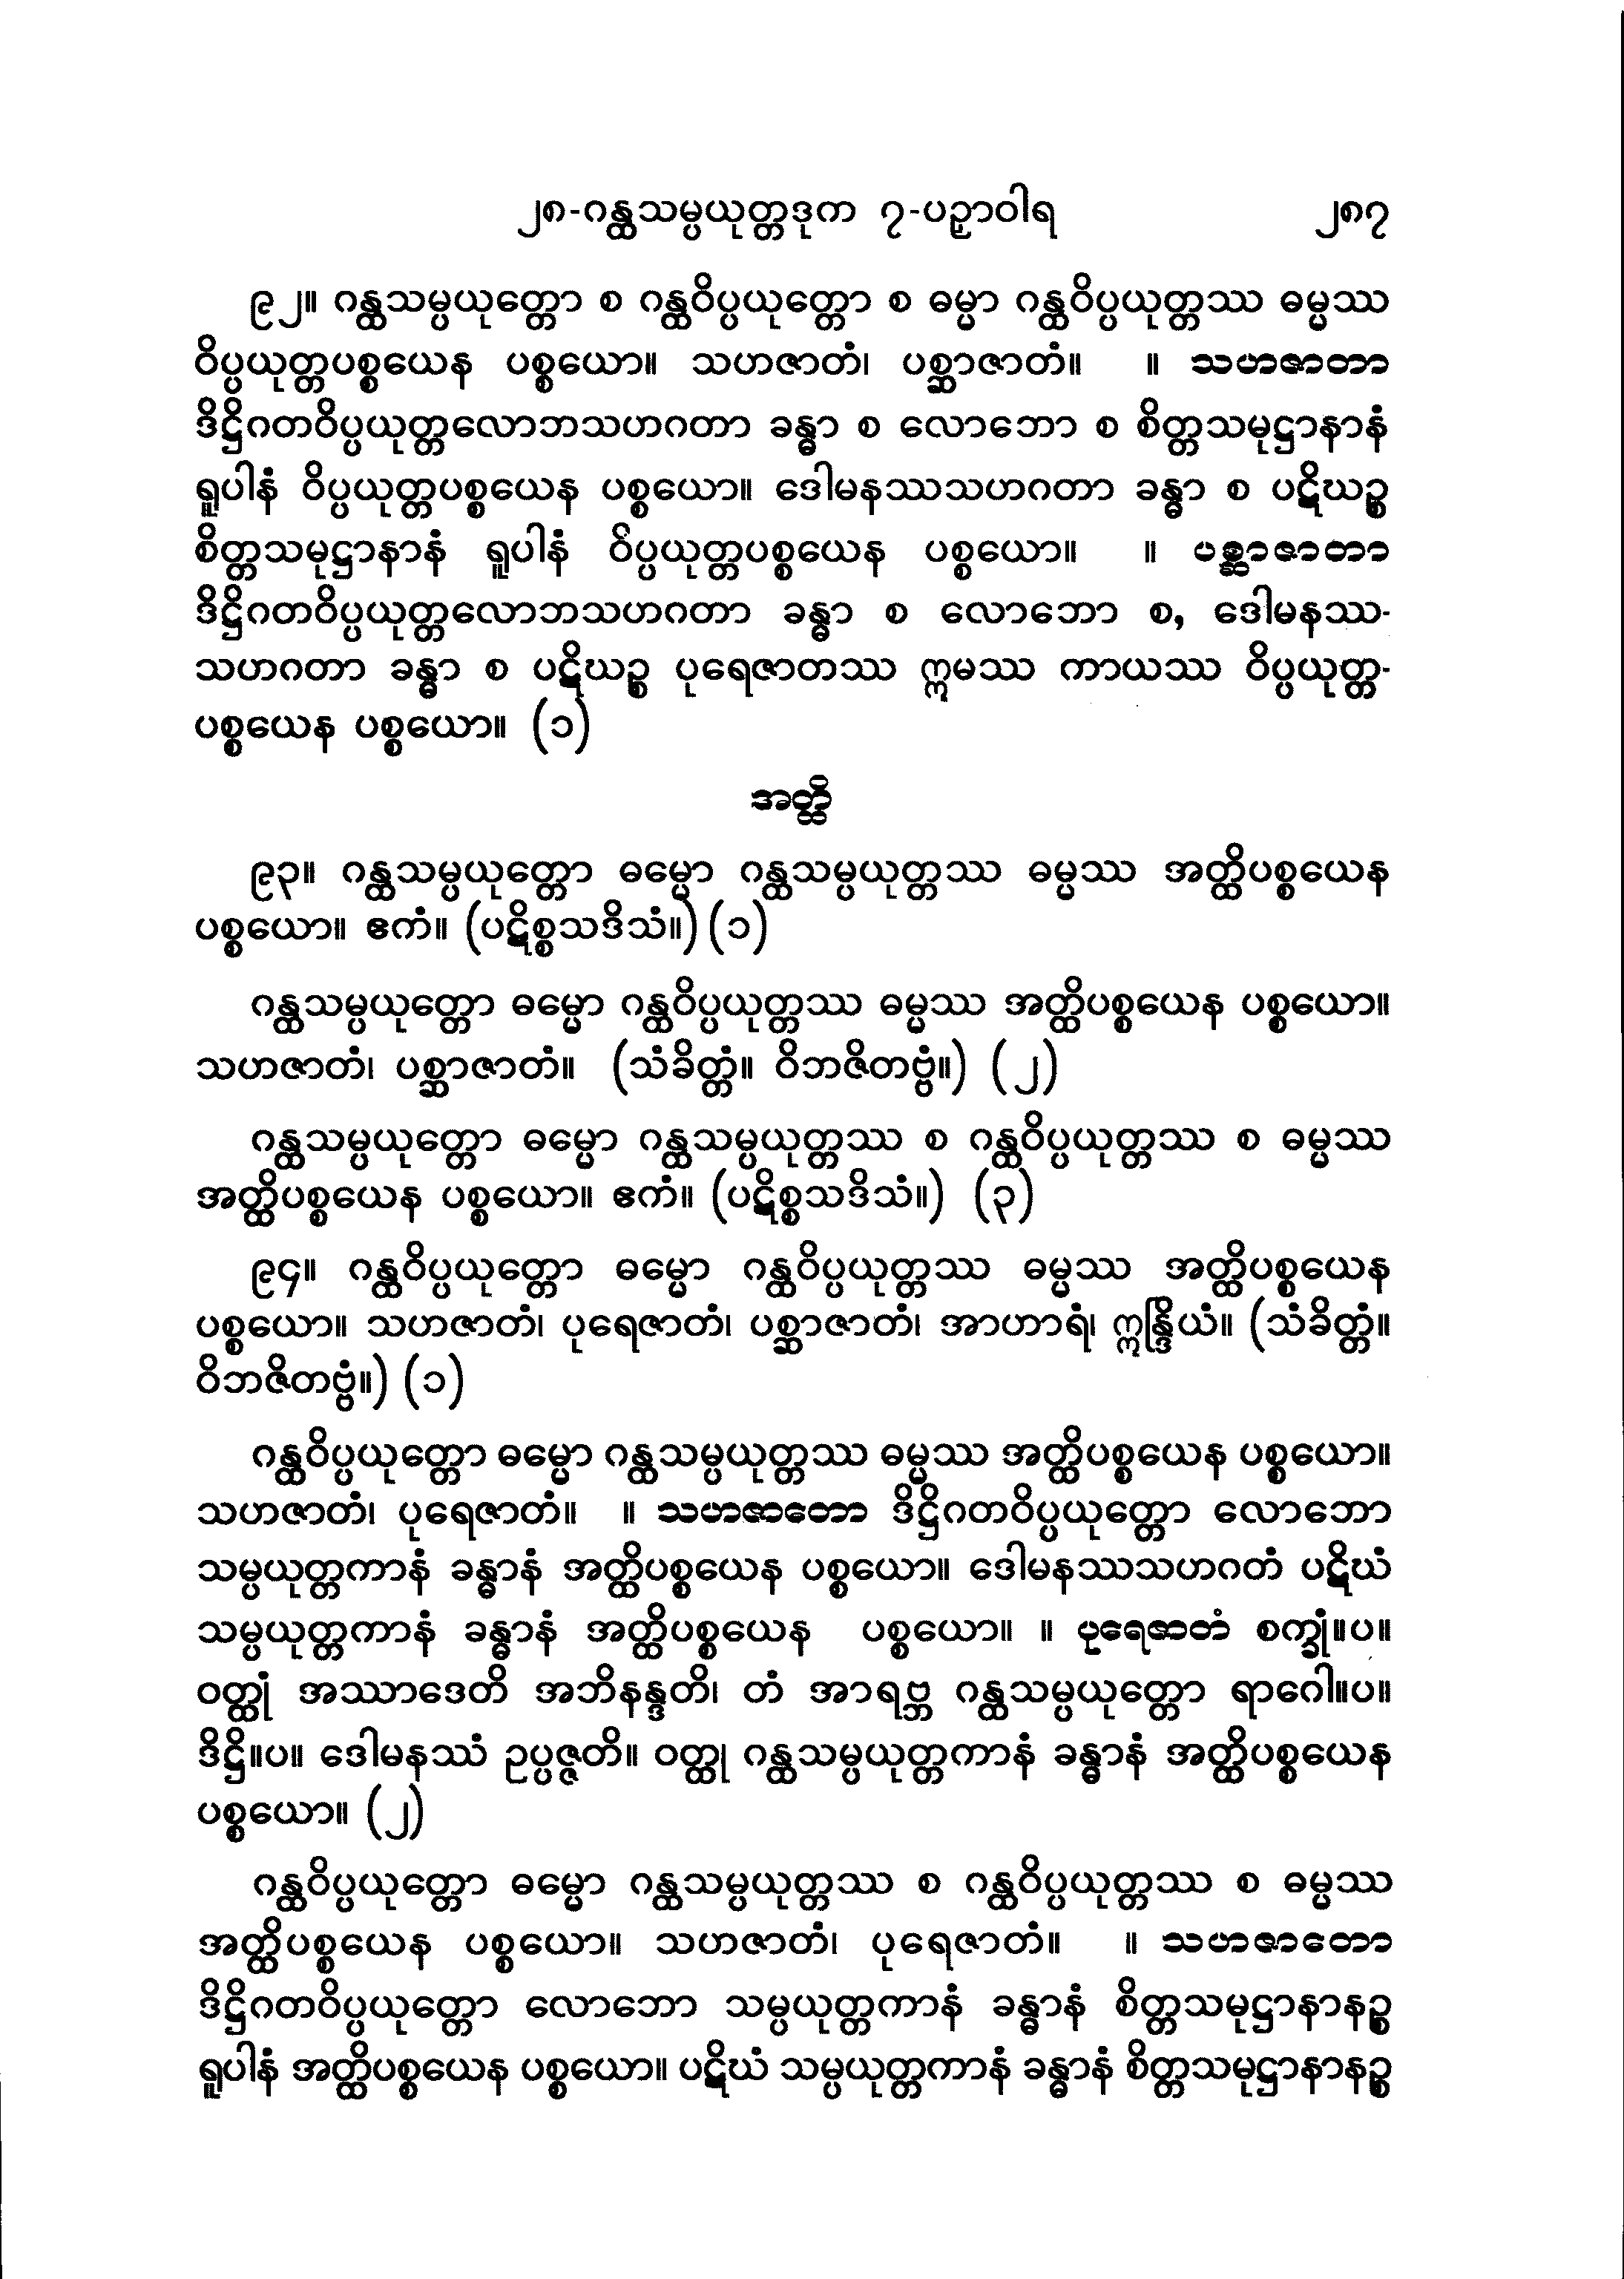 ၂၈-ဂန္ထသမ္ပယုတ္တဒုက ၇-ပဉှာဝါရ ၂၈၇
၉၂။ ဂန္ထသမ္ပယုတ္တော စ ဂန္ထဝိပ္ပယုတ္တော စ ဓမ္မာ ဂန္ထဝိပ္ပယုတ္တဿ ဓမ္မဿ
ဝိပ္ပယုတ္တပစ္စယေန ပစ္စယော။ သဟဇာတံ၊ ပစ္ဆာဇာတံ။ ။ သဟဇာတာ
ဒိဋ္ဌိဂတဝိပ္ပယုတ္တလောဘသဟဂတာ ခန္ဓာ စ လောဘော စ စိတ္တသမုဋ္ဌာနာနံ
ရူပါနံ ဝိပ္ပယုတ္တပစ္စယေန ပစ္စယော။ ဒေါမနဿသဟဂတာ ခန္ဓာ စ ပဋိဃဉ္စ
စိတ္တသမုဋ္ဌာနာနံ ရူပါနံ ဝိပ္ပယုတ္တပစ္စယေန ပစ္စယော။ ။ ပစ္ဆာဇာတာ
ဒိဋ္ဌိဂတဝိပ္ပယုတ္တလောဘသဟဂတာ ခန္ဓာ စ လောဘော စ, ဒေါမနဿ-
သဟဂတာ ခန္ဓာ စ ပဋိဃဉ္စ ပုရေဇာတဿ ဣမဿ ကာယဿ ဝိပ္ပယုတ္တ-
ပစ္စယေန ပစ္စယော။ (၁)
အတ္ထိ
၉၃။ ဂန္ထသမ္ပယုတ္တော ဓမ္မော ဂန္ထသမ္ပယုတ္တဿ ဓမ္မဿ အတ္ထိပစ္စယေန
ပစ္စယော။ ဧကံ။ (ပဋိစ္စသဒိသံ။) (၁)
ဂန္ထသမ္ပယုတ္တော ဓမ္မော ဂန္ထဝိပ္ပယုတ္တဿ ဓမ္မဿ အတ္ထိပစ္စယေန ပစ္စယော။
သဟဇာတံ၊ ပစ္ဆာဇာတံ။ (သံခိတ္တံ။ ဝိဘဇိတဗ္ဗံ။) (၂)
ဂန္ထသမ္ပယုတ္တော ဓမ္မော ဂန္ထသမ္ပယုတ္တဿ စ ဂန္ထဝိပ္ပယုတ္တဿ စ ဓမ္မဿ
အတ္ထိပစ္စယေန ပစ္စယော။ ဧကံ။ (ပဋိစ္စသဒိသံ။) (၃)
၉၄။ ဂန္ထဝိပ္ပယုတ္တော ဓမ္မော ဂန္ထဝိပ္ပယုတ္တဿ ဓမ္မဿ အတ္ထိပစ္စယေန
ပစ္စယော။ သဟဇာတံ၊ ပုရေဇာတံ၊ ပစ္ဆာဇာတံ၊ အာဟာရံ၊ ဣန္ဒြိယံ။ (သံခိတ္တံ။
ဝိဘဇိတဗ္ဗံ။) (၁)
ဂန္ထဝိပ္ပယုတ္တော ဓမ္မော ဂန္ထသမ္ပယုတ္တဿ ဓမ္မဿ အတ္ထိပစ္စယေန ပစ္စယော။
သဟဇာတံ၊ ပုရေဇာတံ။ ။ သဟဇာတော ဒိဋ္ဌိဂတဝိပ္ပယုတ္တော လောဘော
သမ္ပယုတ္တကာနံ ခန္ဓာနံ အတ္ထိပစ္စယေန ပစ္စယော။ ဒေါမနဿသဟဂတံ ပဋိဃံ
သမ္ပယုတ္တကာနံ ခန္ဓာနံ အတ္ထိပစ္စယေန ပစ္စယော။ ။ ပုရေဇာတံ စက္ခုံ။ပ။
ဝတ္ထုံ အဿာဒေတိ အဘိနန္ဒတိ၊ တံ အာရဗ္ဘ ဂန္ထသမ္ပယုတ္တော ရာဂေါ။ပ။
ဒိဋ္ဌိ။ပ။ ဒေါမနဿံ ဥပ္ပဇ္ဇတိ။ ဝတ္ထု ဂန္ထသမ္ပယုတ္တကာနံ ခန္ဓာနံ အတ္ထိပစ္စယေန
ပစ္စယော။ (၂)
ဂန္ထဝိပ္ပယုတ္တော ဓမ္မော ဂန္ထသမ္ပယုတ္တဿ စ ဂန္ထဝိပ္ပယုတ္တဿ စ ဓမ္မဿ
အတ္ထိပစ္စယေန ပစ္စယော။ သဟဇာတံ၊ ပုရေဇာတံ။ ။ သဟဇာတော
ဒိဋ္ဌိဂတဝိပ္ပယုတ္တော လောဘော သမ္ပယုတ္တကာနံ ခန္ဓာနံ စိတ္တသမုဋ္ဌာနာနဉ္စ
ရူပါနံ အတ္ထိပစ္စယေန ပစ္စယော။ ပဋိဃံ သမ္ပယုတ္တကာနံ ခန္ဓာနံ စိတ္တသမုဋ္ဌာနာနဉ္စ